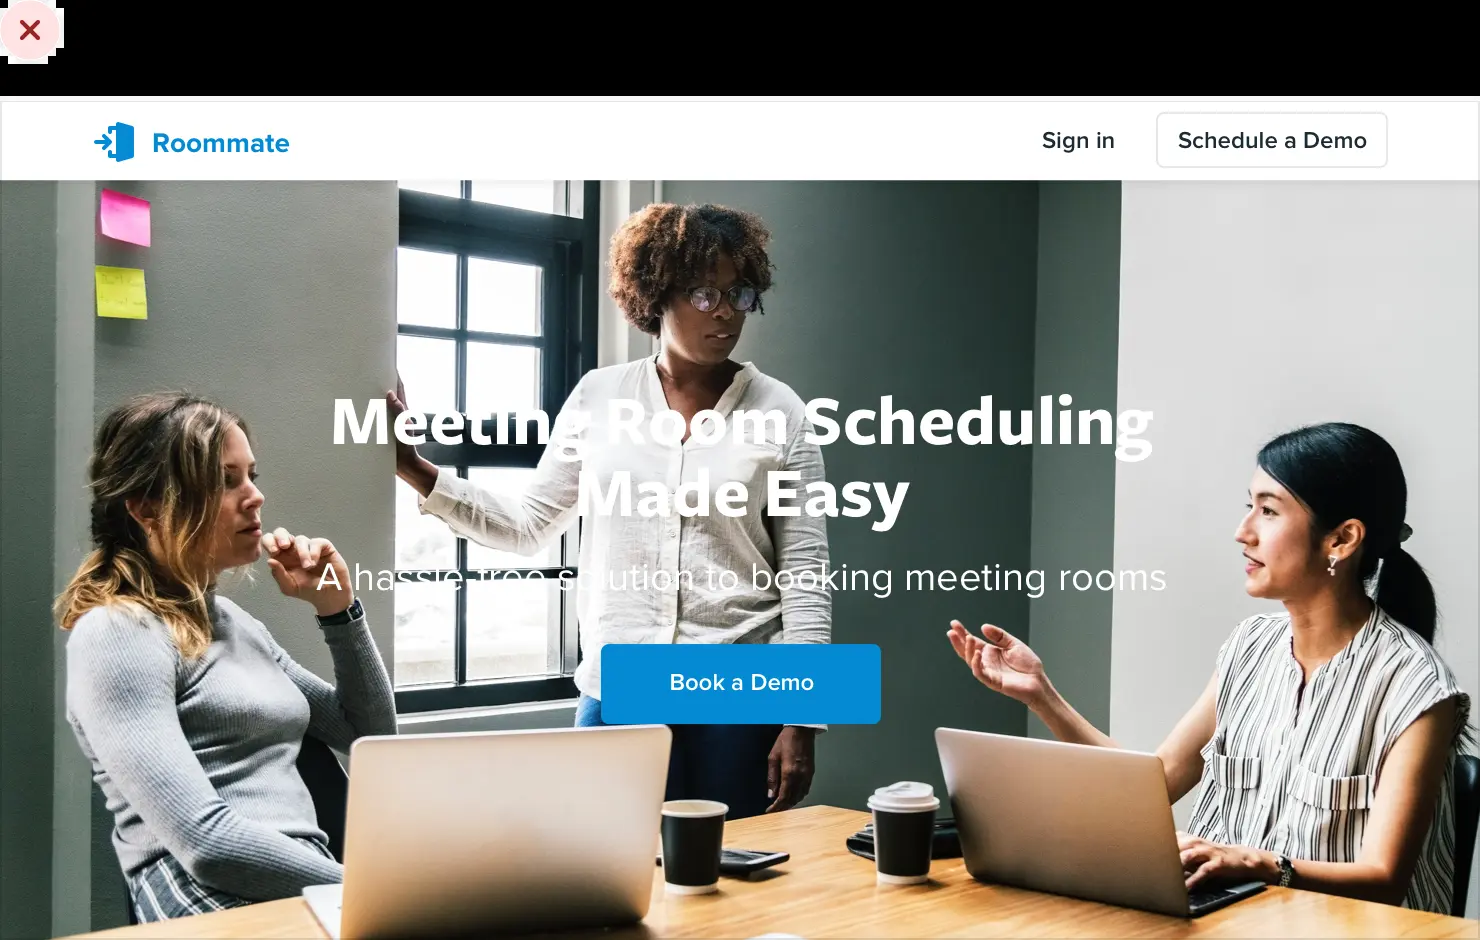 Roommate
Sign in
Schedule a Demo
Meeting Room Scheduling
Made Easy
A hassle-free solution to booking meeting rooms
Book a Demo